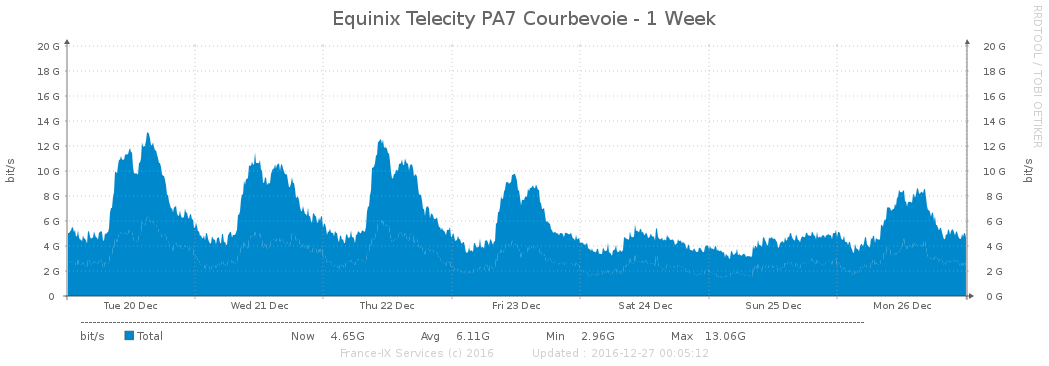 Equinix Telecity PA7 Courbevoie - 1 Week
RRDTOOL / TOBI OETIKER
bit/s
20 G 20 G
18 G 18 G
16 G 16 G
14 G 14 G
12 G 12 G
10 G 10 G
8 G 8 G
6 G 6 G
4 G 4 G
2 G 2 G
0 0 G
bit/s
Tue 20 Dec Wed 21 Dec Thu 22 Dec Fri 23 Dec Sat 24 Dec Sun 25 Dec Mon 26 Dec
bit/s Total Now 4.65G Avg 6.11G Min 2.96G Max 13.06G
France-IX Services (c) 2016 Updated : 2016-12-27 00:05:12